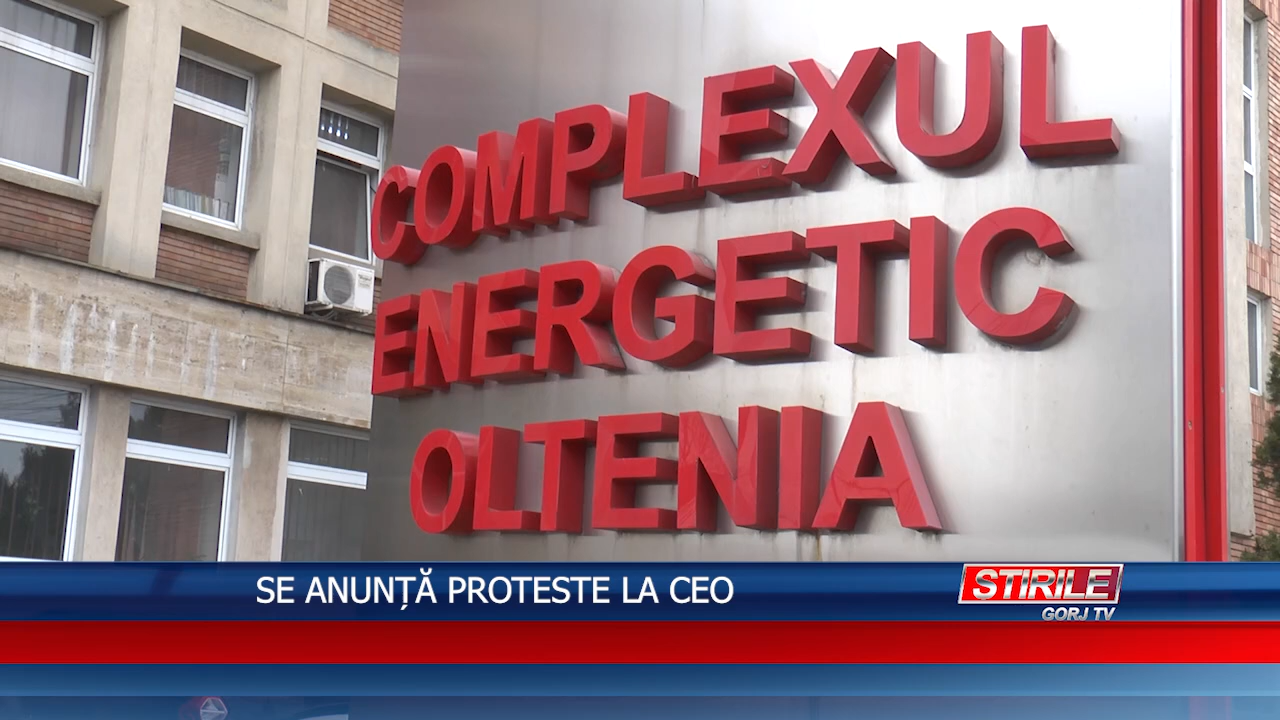 COMPLEXUL
ENERGETIC
OLTENIA
SE ANUNȚĂ PROTESTE LA CEO
STIRILE
GORJ TV